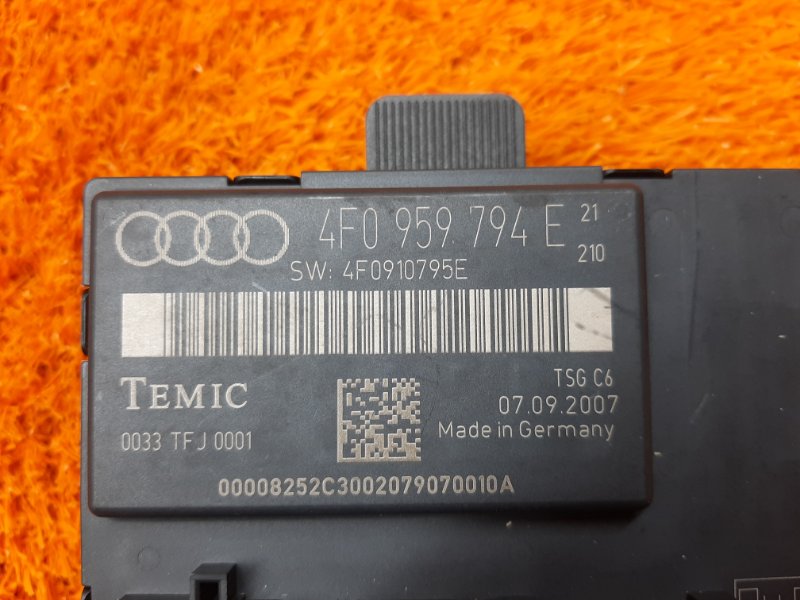 4F0 959 794 E 21
210
SW: 4F0910795E
TEMIC
TSG C6
07.09.2007
0033 TFJ 0001
Made in Germany
00008252C3002079070010A